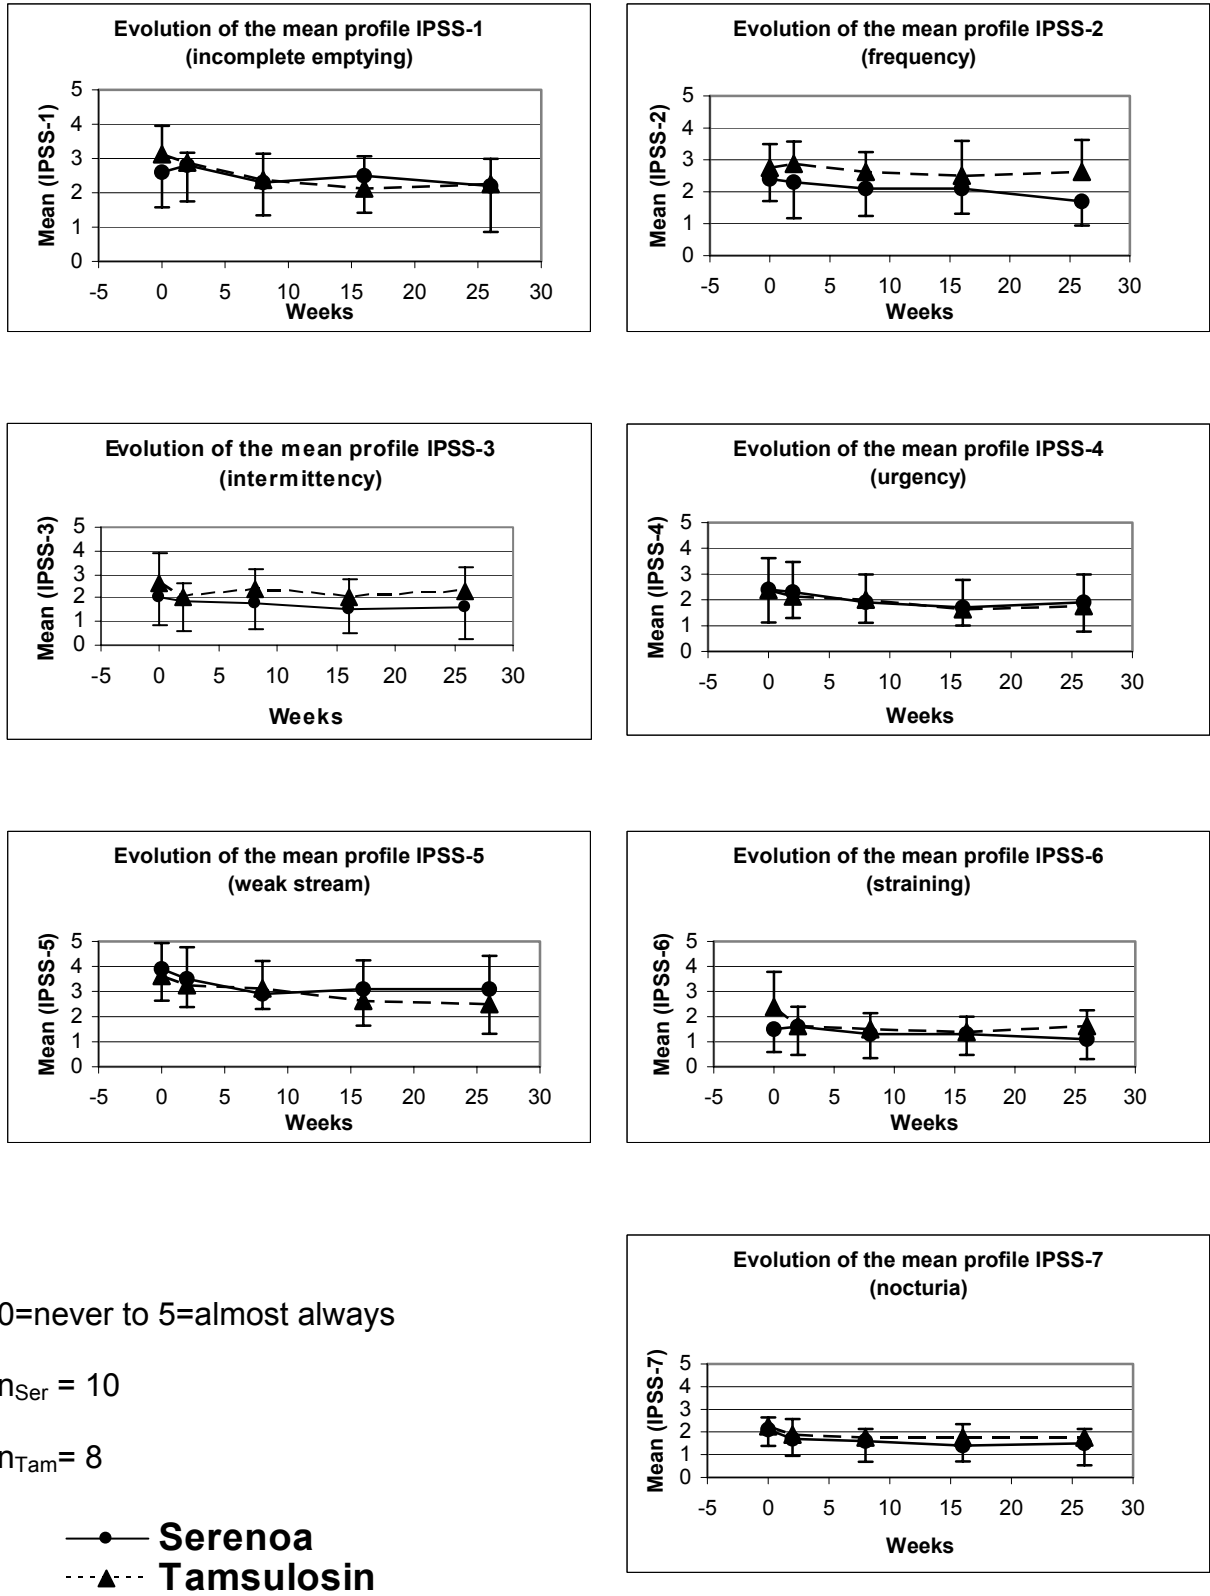 Evolution of the mean profile IPSS-1
(incomplete emptying)
Mean (IPSS-1)
5
4
3
2
1
0
-5 0 5 10 15 20 25 30
Weeks
Evolution of the mean profile IPSS-2
(frequency)
Mean (IPSS-2)
5
4
3
2
1
0
-5 0 5 10 15 20 25 30
Weeks
Evolution of the mean profile IPSS-3
(intermittency)
Mean (IPSS-3)
5
4
3
2
1
0
-5 0 5 10 15 20 25 30
Weeks
Evolution of the mean profile IPSS-4
(urgency)
Mean (IPSS-4)
5
4
3
2
1
0
-5 0 5 10 15 20 25 30
Weeks
Evolution of the mean profile IPSS-5
(weak stream)
Mean (IPSS-5)
5
4
3
2
1
0
-5 0 5 10 15 20 25 30
Weeks
Evolution of the mean profile IPSS-6
(straining)
Mean (IPSS-6)
5
4
3
2
1
0
-5 0 5 10 15 20 25 30
Weeks
Evolution of the mean profile IPSS-7
(nocturia)
Mean (IPSS-7)
5
4
3
2
1
0
-5 0 5 10 15 20 25 30
Weeks
0=never to 5=almost always
nSer = 10
nTam= 8
Serenoa
Tamsulosin